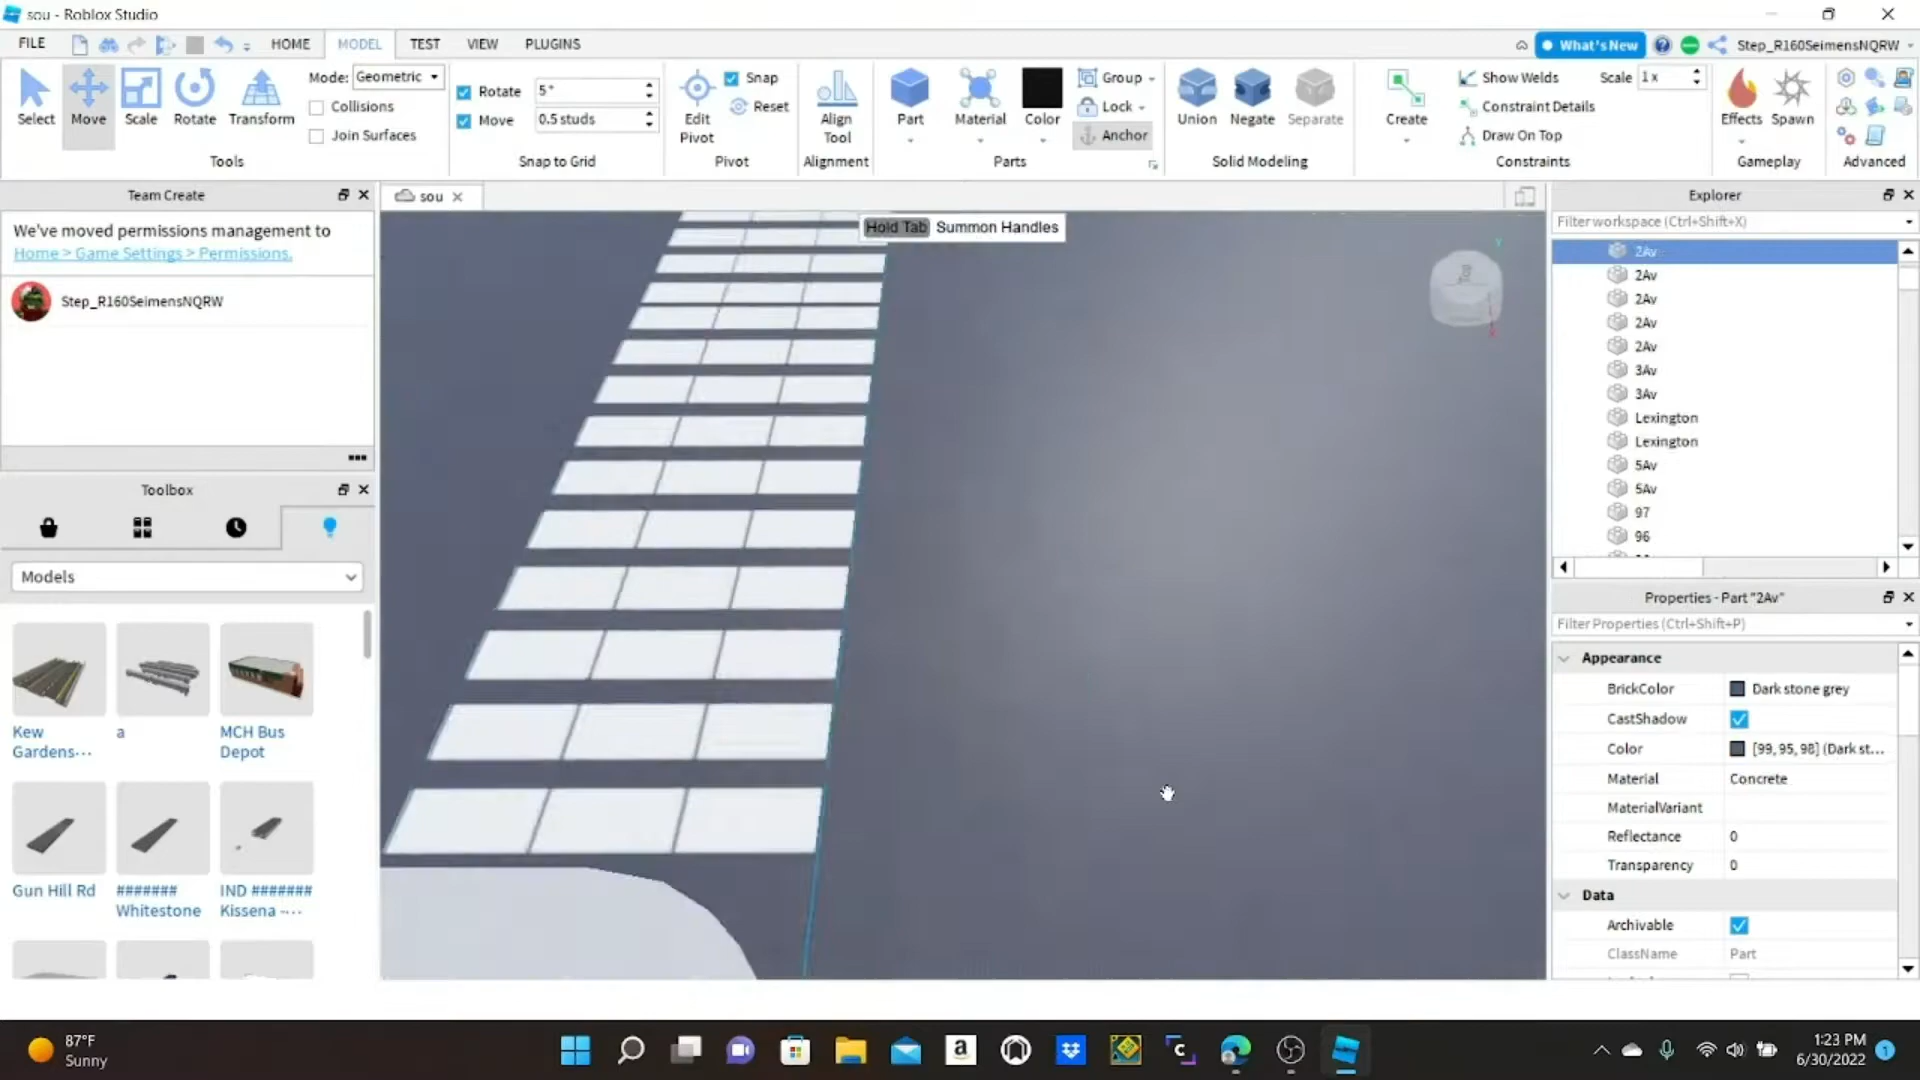 sou - Roblox Studio
FILE
HOME
MODEL
TEST
VIEW
PLUGINS
What's New
Step_R160SeimensNQRW
Select
Move
Scale
Rotate
Transform
Mode: Geometric
Collisions
Join Surfaces
Tools
Rotate 5°
Move 0.5 studs
Snap to Grid
Edit
Pivot
Snap
Reset
Pivot
Align
Tool
Alignment
Part
Material
Color
Group
Lock
Anchor
Parts
Union
Negate
Separate
Solid Modeling
Create
Show Welds
Scale 1 x
Constraint Details
Draw On Top
Constraints
Effects
Spawn
Gameplay
Advanced
Team Create
We've moved permissions management to
Home > Game Settings > Permissions.
Step_R160SeimensNQRW
Toolbox
Models
Kew
Gardens...
a
MCH Bus
Depot
Gun Hill Rd
#######
Whitestone
IND #######
Kissena -...
sou
Hold Tab Summon Handles
Explorer
Filter workspace (Ctrl+Shift+X)
2Av
2Av
2Av
2Av
2Av
3Av
3Av
Lexington
Lexington
5Av
5Av
97
96
Properties - Part "2Av"
Filter Properties (Ctrl+Shift+P)
Appearance
BrickColor Dark stone grey
CastShadow
Color [99, 95, 98] (Dark st...
Material Concrete
MaterialVariant
Reflectance 0
Transparency 0
Data
Archivable
ClassName Part
87°F
Sunny
1:23 PM
6/30/2022
1